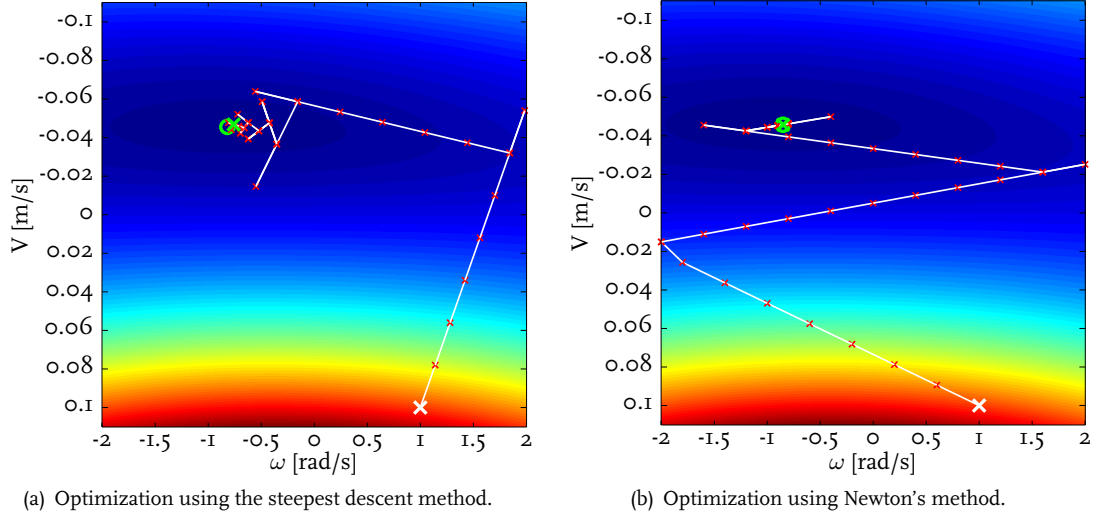 -0.1
-0.08
-0.06
-0.04
-0.02
0
0.02
0.04
0.06
0.08
0.1
V [m/s]
-2 -1.5 -1 -0.5 0 0.5 1 1.5 2
ω [rad/s]
(a) Optimization using the steepest descent method.
-0.1
-0.08
-0.06
-0.04
-0.02
0
0.02
0.04
0.06
0.08
0.1
V [m/s]
-2 -1.5 -1 -0.5 0 0.5 1 1.5 2
ω [rad/s]
(b) Optimization using Newton's method.